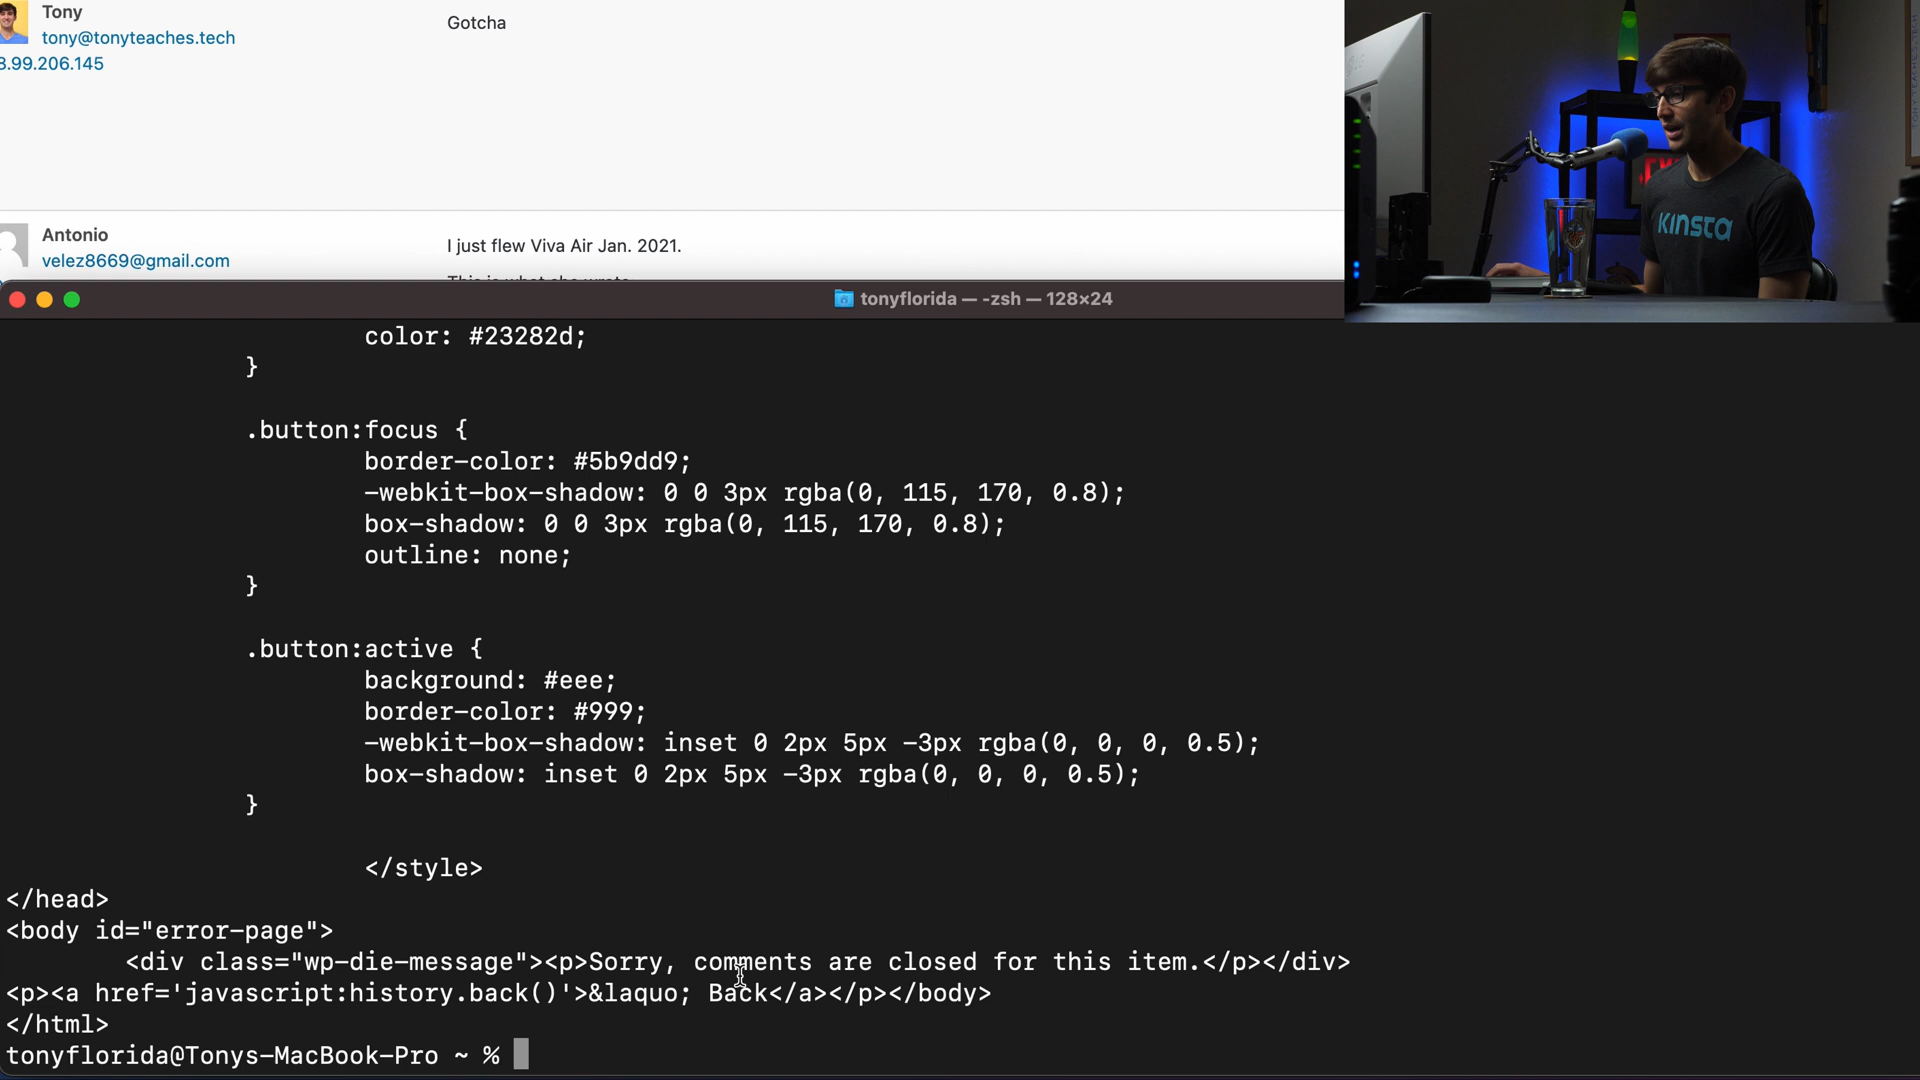 Tony
tony@tonyteaches.tech
8.99.206.145
Gotcha
Antonio
velez8669@gmail.com
I just flew Viva Air Jan. 2021.
This is what she wrote
KINSTA
tonyflorida — -zsh — 128×24
color: #23282d;
}
.button:focus {
border-color: #5b9dd9;
-webkit-box-shadow: 0 0 3px rgba(0, 115, 170, 0.8);
box-shadow: 0 0 3px rgba(0, 115, 170, 0.8);
outline: none;
}
.button:active {
background: #eee;
border-color: #999;
-webkit-box-shadow: inset 0 2px 5px -3px rgba(0, 0, 0, 0.5);
box-shadow: inset 0 2px 5px -3px rgba(0, 0, 0, 0.5);
}
</style>
</head>
<body id="error-page">
<div class="wp-die-message"><p>Sorry, comments are closed for this item.</p></div>
<p><a href='javascript:history.back()'>&laquo; Back</a></p></body>
</html>
tonyflorida@Tonys-MacBook-Pro ~ %